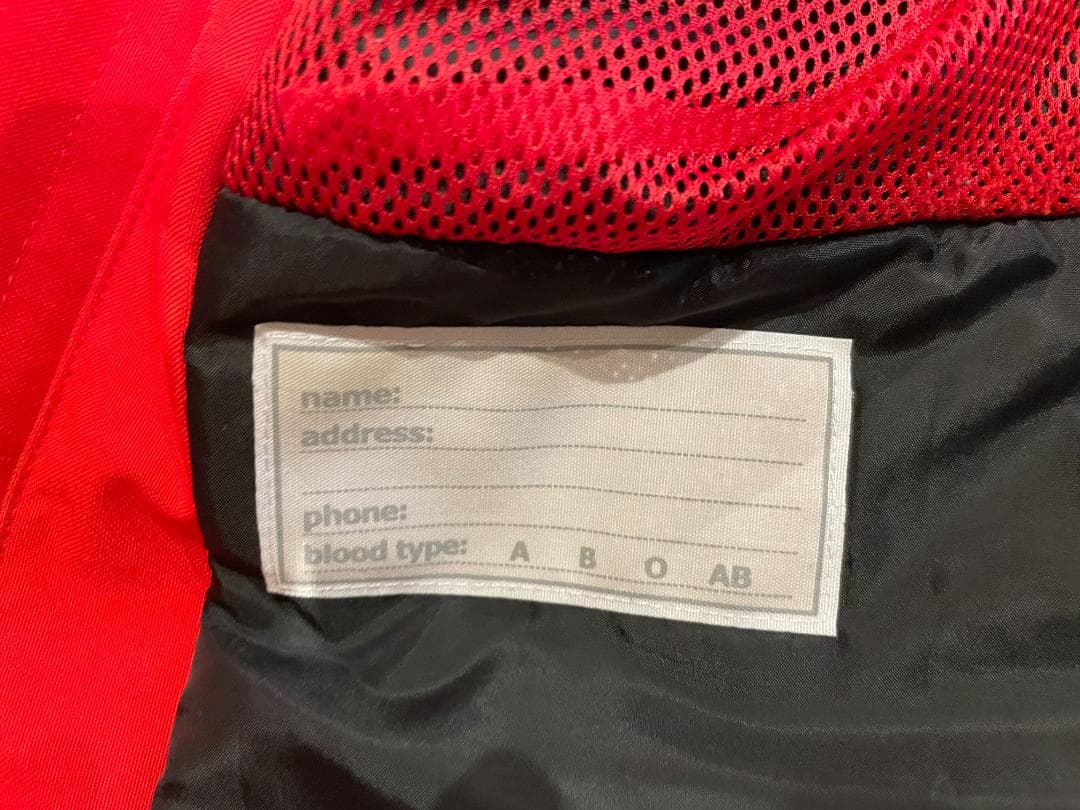 name:
address:
phone:
blood type: A B O AB